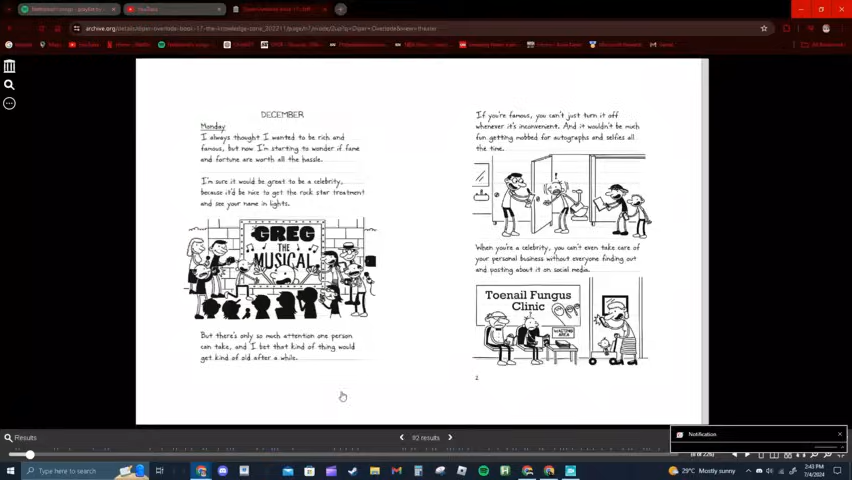 YouTube
DECEMBER
Monday
I always thought I wanted to be rich and
famous, but now I'm starting to wonder if fame
and fortune are worth all the hassle.
I'm sure it would be great to be a celebrity,
because it'd be nice to get the rock star treatment
and see your name in lights.
GREG
THE
MUSICAL
But there's only so much attention one person
can take, and I bet that kind of thing would
get kind of old after a while.
If you're famous, you can't just turn it off
whenever it's inconvenient. And it wouldn't be much
fun getting mobbed for autographs and selfies all
the time.
When you're a celebrity, you can't even take care of
your personal business without everyone finding out
and posting about it on social media.
Toenail Fungus
Clinic
WAITING
AREA
2
Results
92 results
Notification
Type here to search
29°C Mostly sunny
2:43 PM
7/4/2024